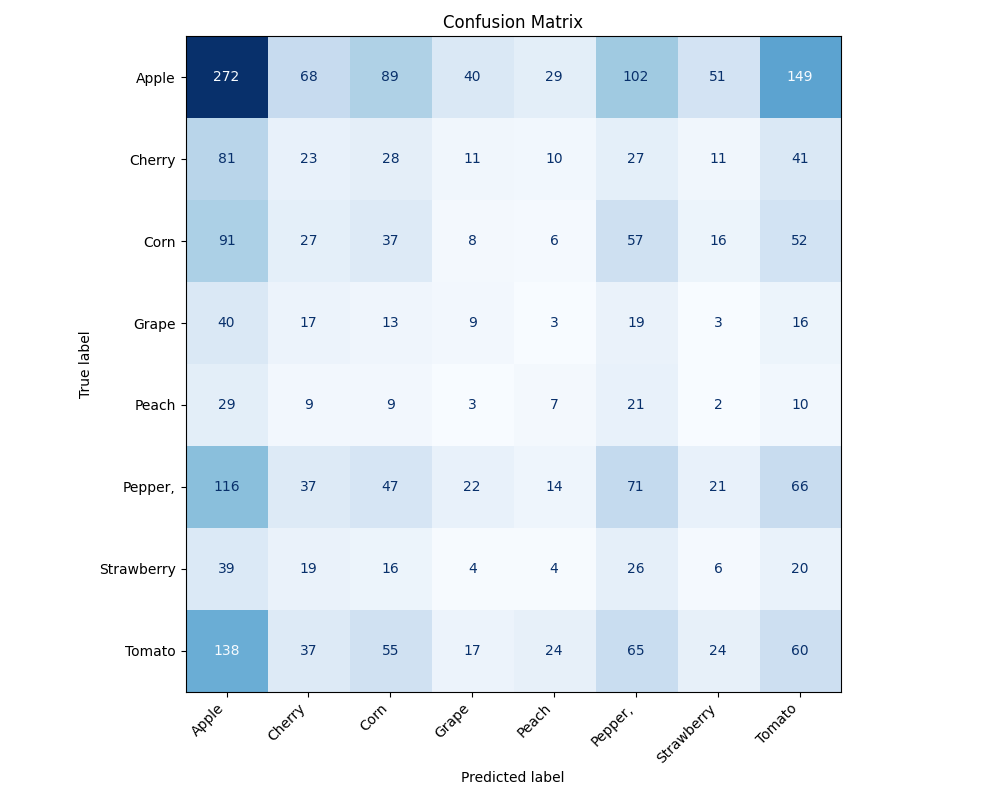 Confusion Matrix
Apple 272 68 89 40 29 102 51 149
Cherry 81 23 28 11 10 27 11 41
Corn 91 27 37 8 6 57 16 52
Grape 40 17 13 9 3 19 3 16
Peach 29 9 9 3 7 21 2 10
Pepper, 116 37 47 22 14 71 21 66
Strawberry 39 19 16 4 4 26 6 20
Tomato 138 37 55 17 24 65 24 60
True label
Apple Cherry Corn Grape Peach Pepper, Strawberry Tomato
Predicted label